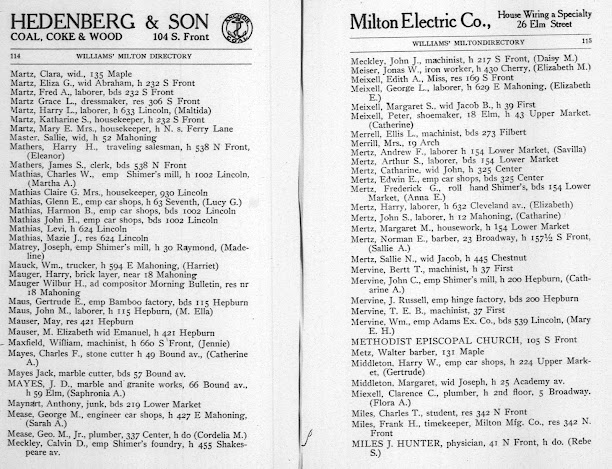 HEDENBERG & SON
COAL, COKE & WOOD 104 S. Front
114 WILLIAMS' MILTON DIRECTORY
Martz, Clara, wid., 135 Maple
Martz, Eliza G., wid Abraham, h 232 S Front
Martz, Fred A., laborer, bds 232 S Front
Martz Grace L., dressmaker, res 306 S Front
Martz, Harry L., laborer, h 633 Lincoln, (Maltida)
Martz, Katharine S., housekeeper, h 232 S Front
Martz, Mary E. Mrs., housekeeper, h N. s. Ferry Lane
Master. Sallie, wid, h 52 Mahoning
Mathers, Harry H., traveling salesman, h 538 N Front,
(Eleanor)
Mathers, James S., clerk, bds 538 N Front
Mathias, Charles W., emp Shimer's mill, h 1002 Lincoln,
(Martha A.)
Mathias Claire G. Mrs., housekeeper, 930 Lincoln
Mathias, Glenn E., emp car shops, h 63 Seventh, (Lucy G.)
Mathias, Harmon B., emp car shops, bds 1002 Lincoln
Mathias John H., emp car shops, bds 1002 Lincoln
Mathias, Levi, h 624 Lincoln
Mathias, Mazie J., res 624 Lincoln
Matrey, Joseph, emp Shimer's mill, h 30 Raymond, (Made-
line)
Mauck, Wm., trucker, h 594 E Mahoning, (Harriet)
Mauger, Harry, brick layer, near 18 Mahoning
Mauger Wilbur H., ad compositor Morning Bulletin, res nr
18 Mahoning
Maus, Gertrude E., emp Bamboo factory, bds 115 Hepburn
Maus, John M., laborer, h 115 Hepburn, (M. Ella)
Mauser, May, res 421 Hepburn
Mauser, M. Elizabeth wid Emanuel, h 421 Hepburn
Maxfield, William, machinist, h 660 S Front, (Jennie)
Mayes, Charles F., stone cutter h 49 Bound av., (Catherine
A.)
Mayes Jack, marble cutter, bds 57 Bound av.
MAYES, J. D., marble and granite works, 66 Bound av.,
h 59 Elm, (Saphronia A.)
Maynart, Anthony, junk, bds 219 Lower Market
Mease, George M., engineer car shops, h 427 E Mahoning,
(Sarah A.)
Mease, Geo. M., Jr., plumber, 337 Center, h do (Cordelia M.)
Meckley, Calvin D., emp Shimer's mill, h 455 Shakes-
peare av.
Milton Electric Co., House Wiring a Specialty
26 Elm Street
WILLIAMS' MILTONDIRECTORY 115
Meckley, John J., machinist, h 217 S Front, (Daisy M.)
Meiser, Jonas W., iron worker, h 430 Cherry, (Elizabeth M.)
Meixell, Edith A., Miss, res 169 S Front
Meixell, George L., laborer, h 629 E Mahoning, (Elizabeth
E.)
Meixell, Margaret S., wid Jacob B., h 39 First
Meixell, Peter, shoemaker, 18 Elm, h 43 Upper Market.
(Catherine)
Merrell, Ellis L., machinist, bds 273 Filbert
Merrill, Mrs., 19 Arch
Mertz, Andrew F., laborer h 154 Lower Market, (Savilla)
Mertz, Arthur S., laborer, bds 154 Lower Market
Mertz, Catharine, wid John, h 325 Center
Mertz, Edwin E., emp car shops, bds 325 Center
Mertz, Frederick G., roll hand Shimer's, bds 154 Lower
Market, (Anna E.)
Mertz, Harry, laborer, h 632 Cleveland av., (Elizabeth)
Mertz, John S., laborer, h 12 Mahoning, (Catharine)
Mertz, Margaret M., housework, h 154 Lower Market
Mertz, Norman E., barber, 23 Broadway, h 157½ S Front,
(Sallie A.)
Mertz, Sallie N., wid Jacob, h 445 Chestnut
Mervine, Bertt T., machinist, h 37 First
Mervine, John C., emp Shimer's mill, h 200 Hepburn, (Cath-
arine A.)
Mervine, J. Russell, emp hinge factory, bds 200 Hepburn
Mervine, T. E. B., machinist, 37 First
Mervine, Wm., emp Adams Ex. Co., bds 539 Lincoln, (Mary
E. H.)
METHODIST EPISCOPAL CHURCH, 105 S Front
Metz, Walter barber, 131 Maple
Middleton, Harry W., emp car shops, h 224 Upper Mark-
et, (Gertrude)
Middleton, Margaret, wid Joseph, h 25 Academy av.
Miexell, Clarence C., plumber, h 2nd floor, 5 Broadway.
(Flora A.)
Miles, Charles T., student, res 342 N Front
Miles, Frank H., timekeeper, Milton Mfg. Co., res 342 N.
Front
MILES J. HUNTER, physician, 41 N Front, h do. (Rebe
S.)